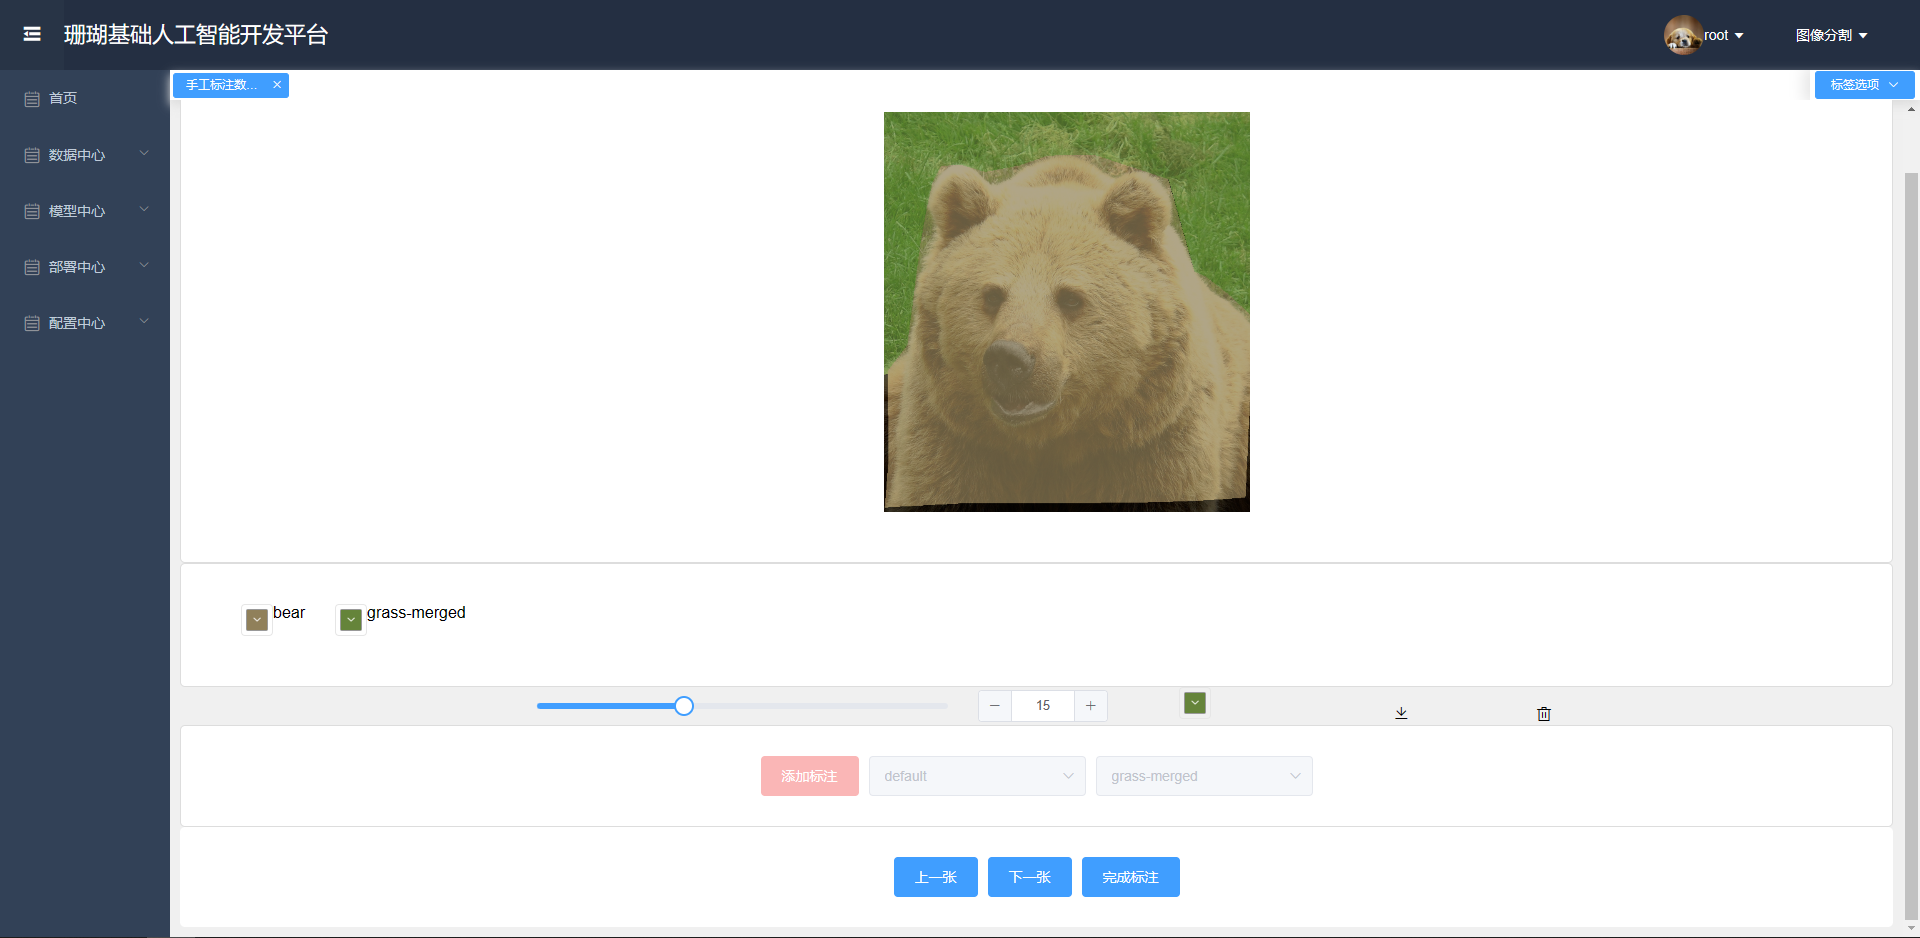 珊瑚基础人工智能开发平台
root
图像分割
手工标注数...
标签选项
首页
数据中心
模型中心
部署中心
配置中心
bear
grass-merged
15
添加标注
default
grass-merged
上一张
下一张
完成标注